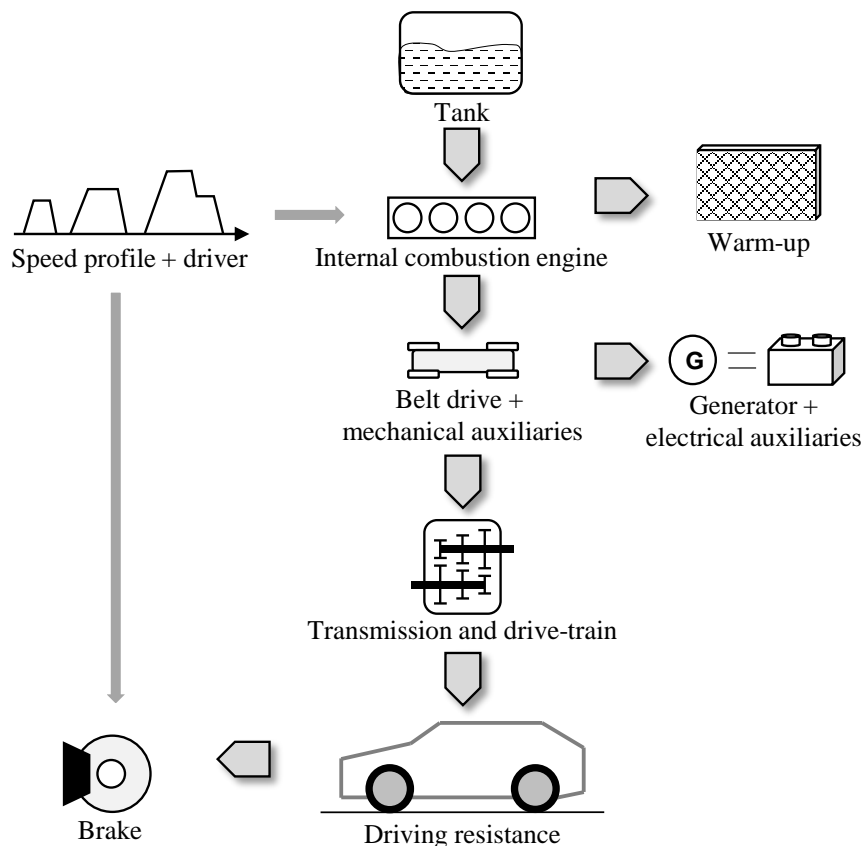 Tank
Speed profile + driver
Internal combustion engine
Warm-up
G
Belt drive +
mechanical auxiliaries
Generator +
electrical auxiliaries
Transmission and drive-train
Brake
Driving resistance